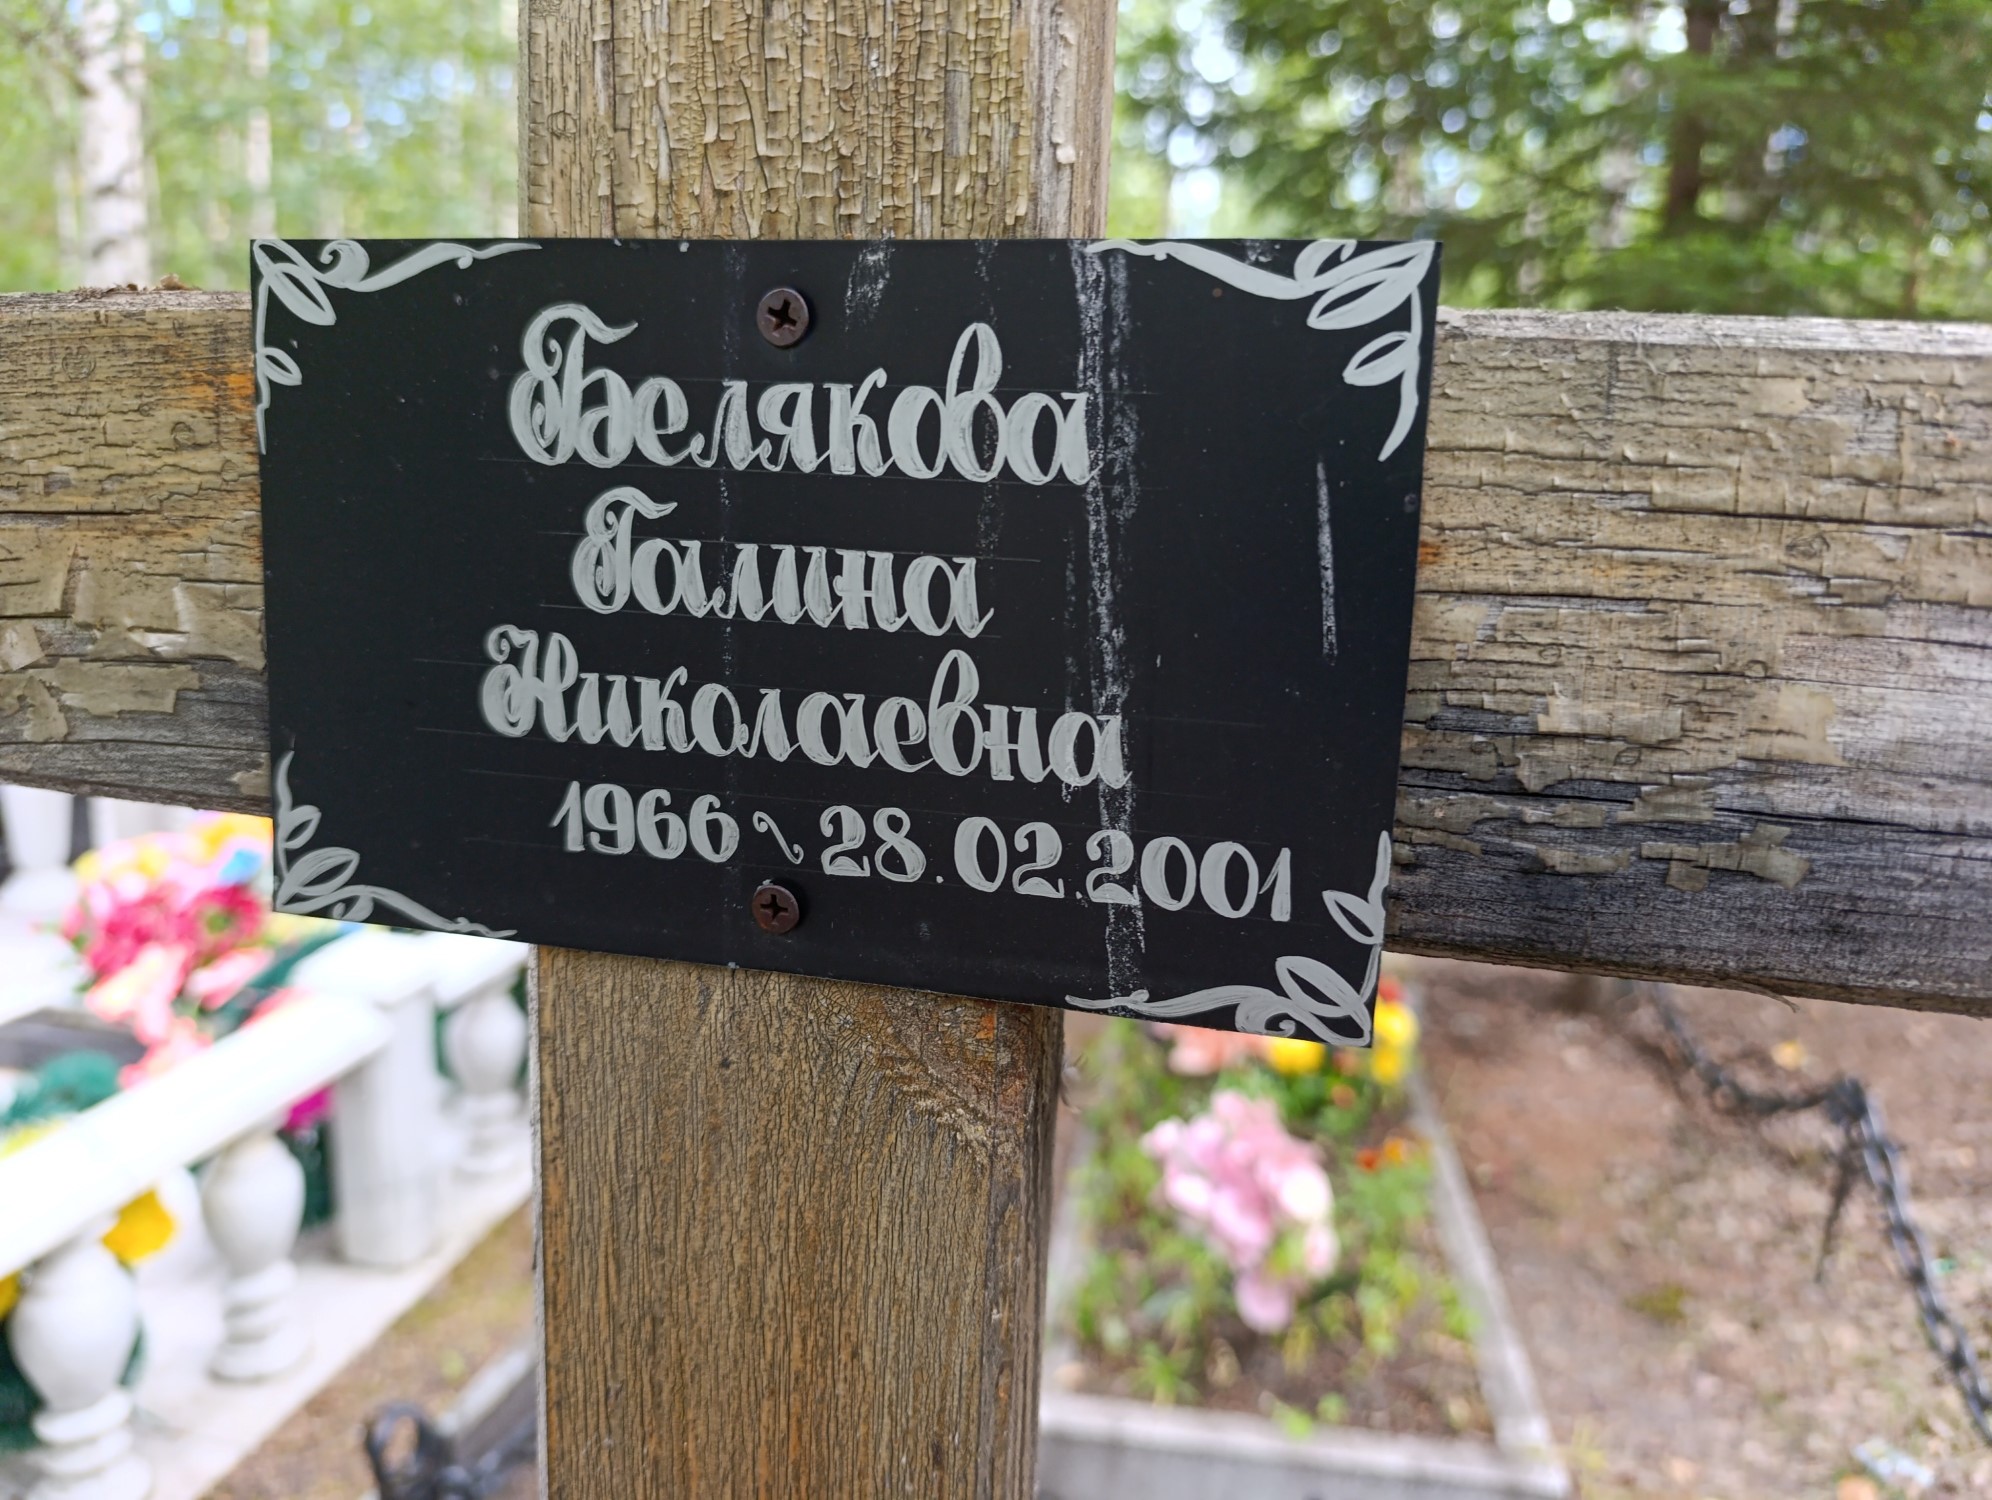 Белякова
Галина
Николаевна
1966 ~ 28.02.2001